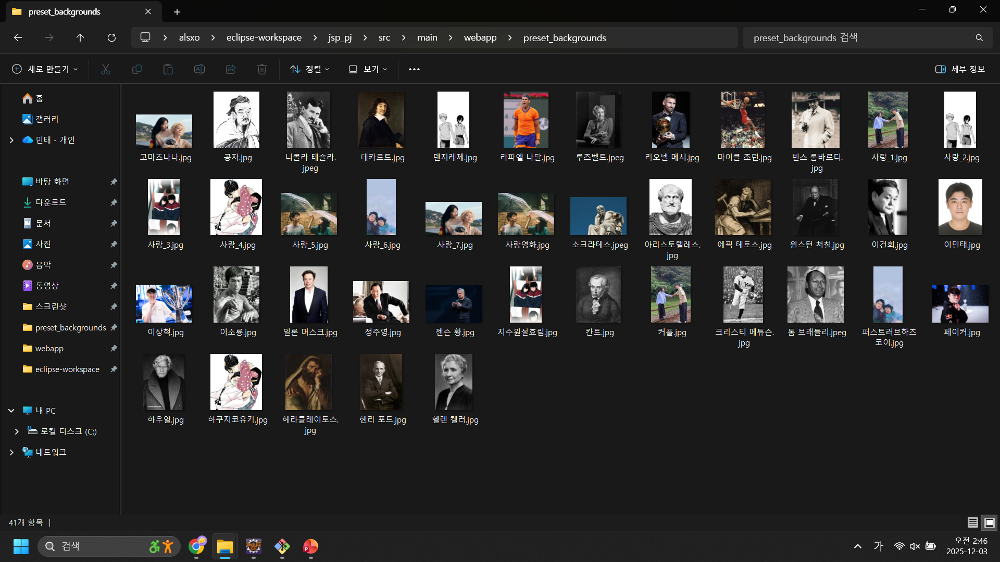 preset_backgrounds
alsxo > eclipse-workspace > jsp_pj > src > main > webapp > preset_backgrounds
preset_backgrounds 검색
새로 만들기
정렬
보기
세부 정보
홈
갤러리
민태 - 개인
바탕 화면
다운로드
문서
사진
음악
동영상
스크린샷
preset_backgrounds
webapp
eclipse-workspace
내 PC
로컬 디스크 (C:)
네트워크
고마츠나나.jpg
공자.jpg
니콜라 테슬라.
jpeg
데카르트.jpg
덴지레제.jpg
라파엘 나달.jpg
루즈벨트.jpeg
리오넬 메시.jpg
마이클 조던.jpg
빈스 롬바르디.
jpg
사랑_1.jpg
사랑_2.jpg
사랑_3.jpg
사랑_4.jpg
사랑_5.jpg
사랑_6.jpg
사랑_7.jpg
사랑영화.jpg
소크라테스.jpeg
아리스토텔레스.
jpg
에픽 테토스.jpg
윈스턴 처칠.jpg
이건희.jpg
이민태.jpg
이상혁.jpg
이소룡.jpg
일론 머스크.jpg
정주영.jpg
젠슨 황.jpg
지수원설효림.jpg
칸트.jpg
커플.jpg
크리스티 메튜슨.
jpg
톰 브래들리.jpeg
퍼스트러브하츠
코이.jpg
페이커.jpg
하우얼.jpg
하쿠지코유키.jpg
헤라클레이토스.
jpg
헨리 포드.jpg
헬렌 켈러.jpg
41개 항목
검색
Java EE
IDE
P
가
오전 2:46
2025-12-03